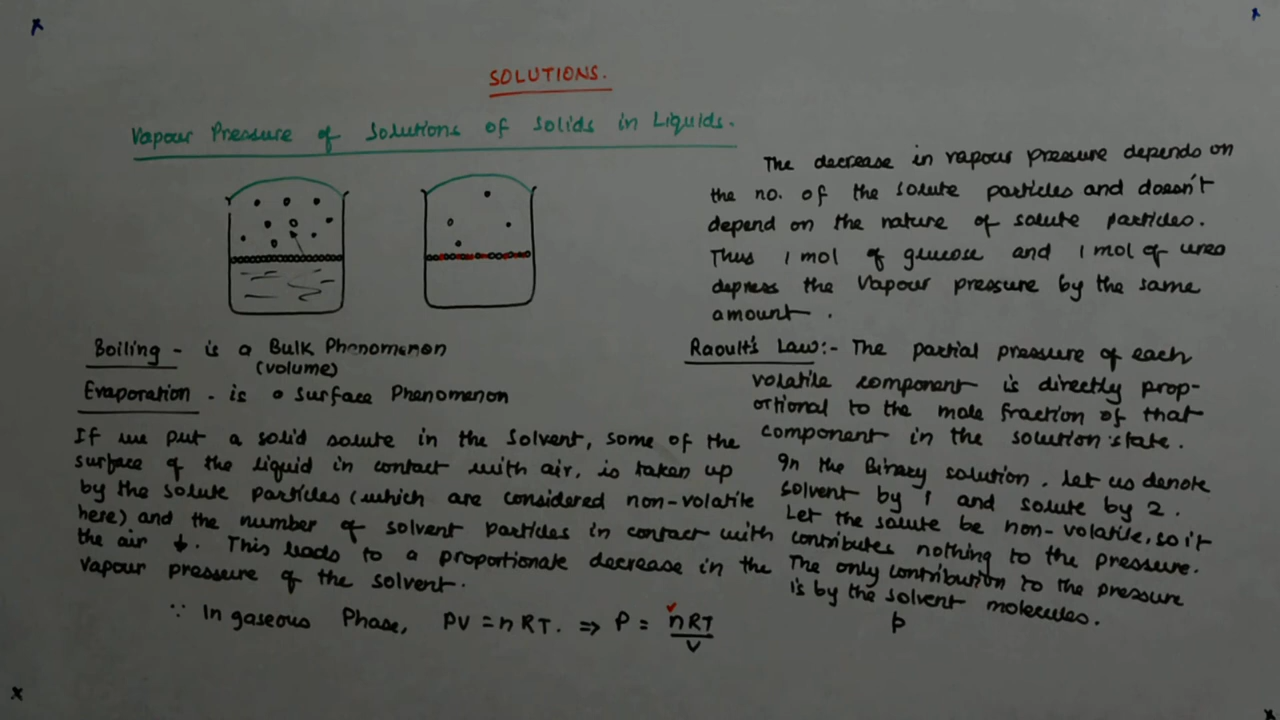 SOLUTIONS.
Vapour Pressure of Solutions of Solids in Liquids.
Boiling - is a Bulk Phenomenon
(volume)
Evaporation - is a Surface Phenomenon
If we put a solid solute in the solvent, some of the
surface of the liquid in contact with air, is taken up
by the solute particles (which are considered non-volatile
here) and the number of solvent particles in contact with
the air ↓. This leads to a proportionate decrease in the
vapour pressure of the solvent.
∵ In gaseous Phase, PV = nRT. ⇒ P = nRT/V
The decrease in vapour pressure depends on
the no. of the solute particles and doesn't
depend on the nature of solute particles.
Thus 1 mol of glucose and 1 mol of urea
depress the vapour pressure by the same
amount.
Raoult's Law:- The partial pressure of each
volatile component is directly prop-
ortional to the mole fraction of that
component in the solution state.
In the Binary solution. Let us denote
solvent by 1 and solute by 2.
Let the solute be non-volatile, so it
contributes nothing to the pressure.
The only contribution to the pressure
is by the solvent molecules.
p